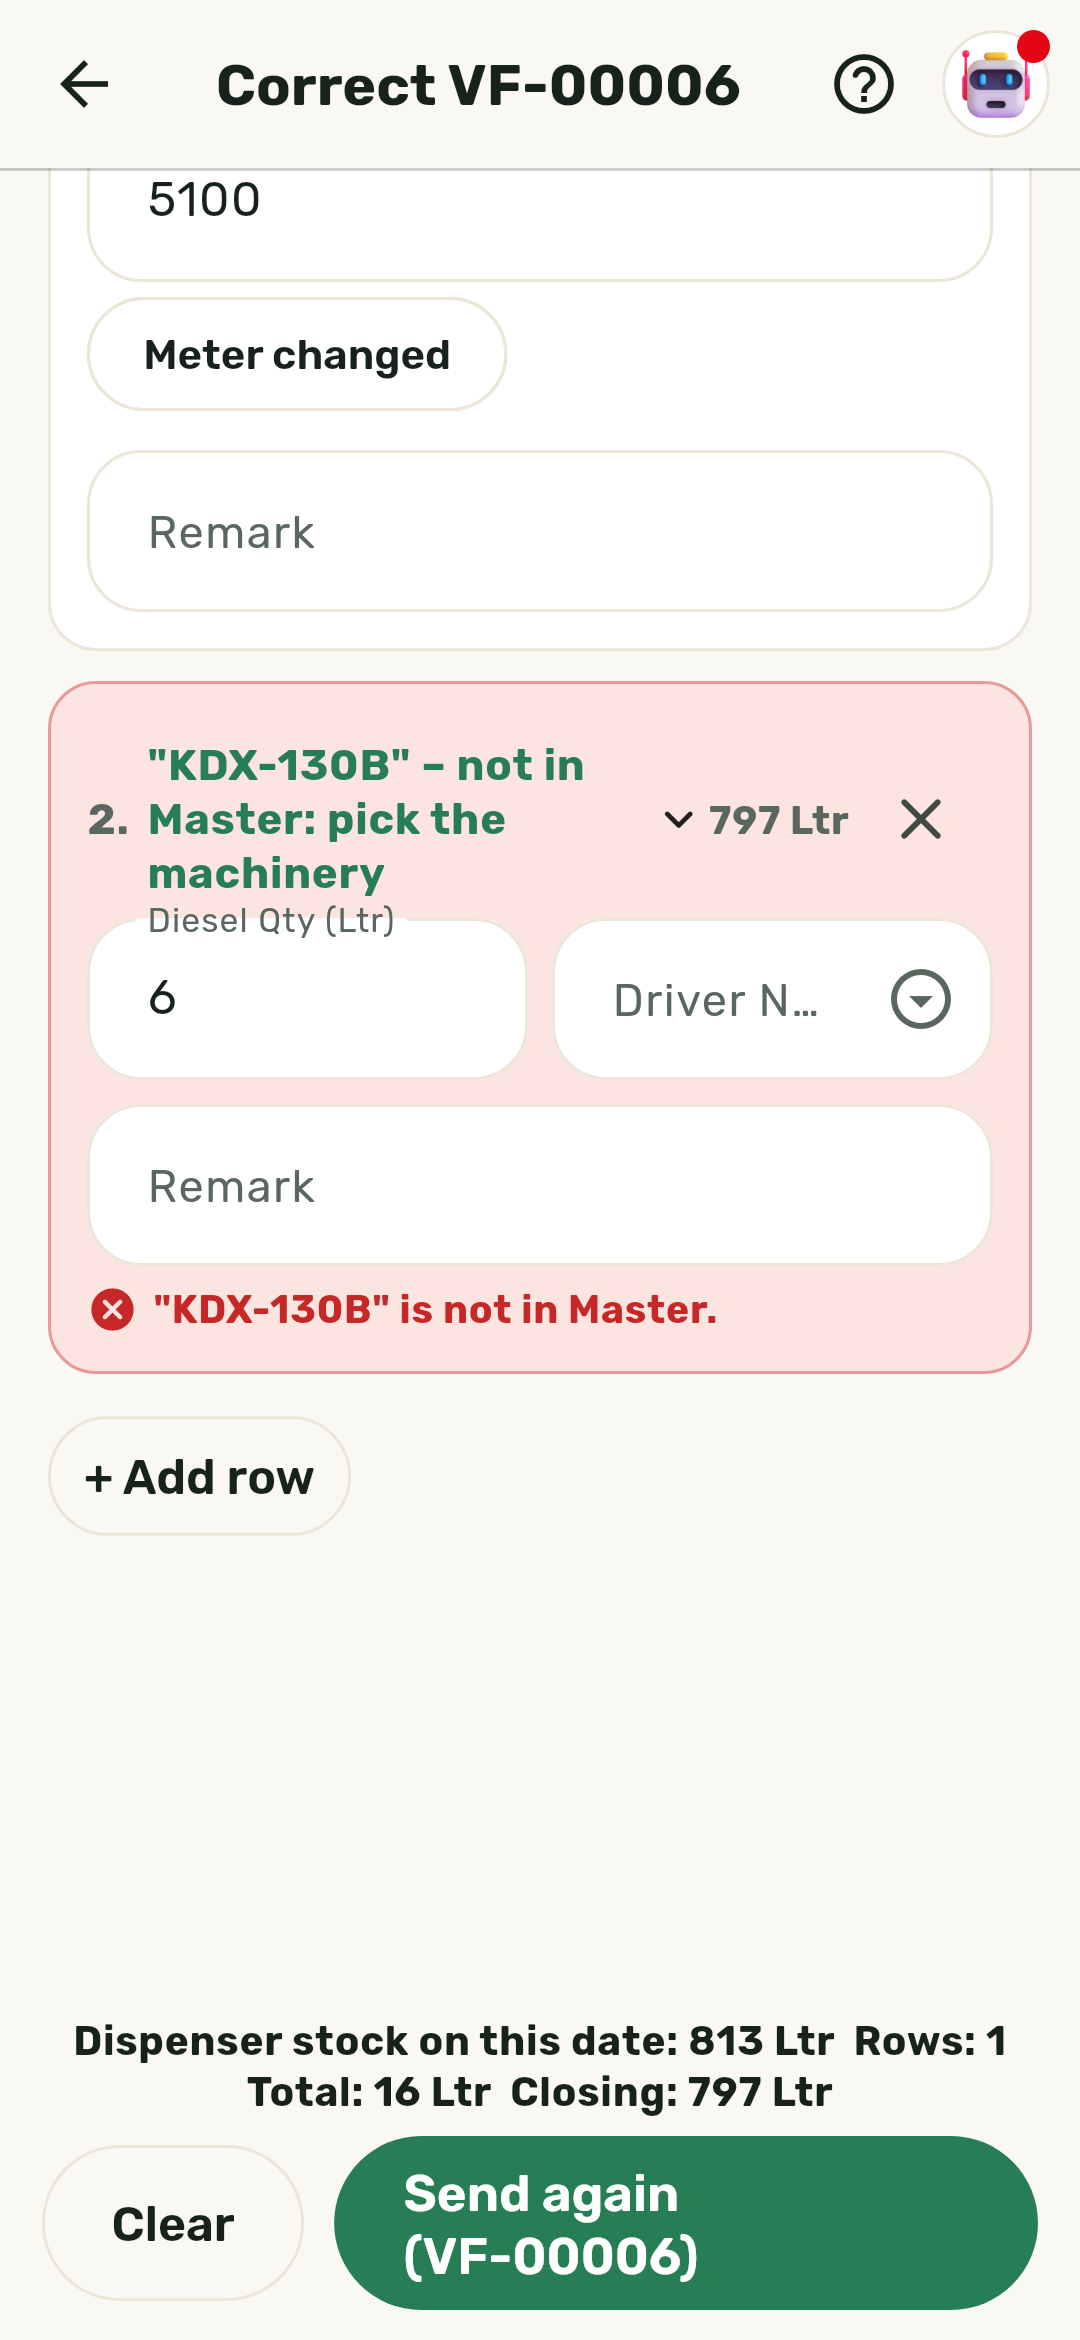 Correct VF-00006
5100
Meter changed
Remark
"KDX-130B" – not in
2. Master: pick the 797 Ltr
machinery
Diesel Qty (Ltr)
6 Driver N...
Remark
"KDX-130B" is not in Master.
+ Add row
Dispenser stock on this date: 813 Ltr Rows: 1
Total: 16 Ltr Closing: 797 Ltr
Clear
Send again
(VF-00006)